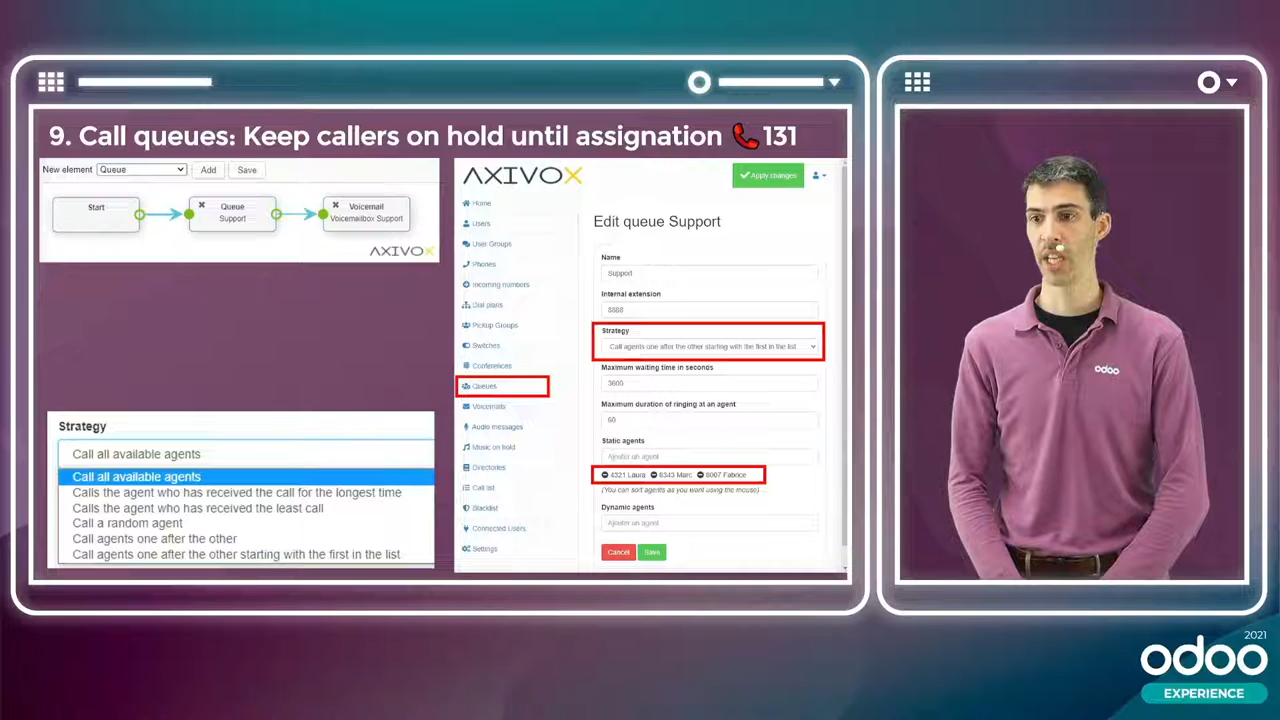 9. Call queues: Keep callers on hold until assignation 131
New element Queue Add Save
Start
Queue
Support
Voicemail
Voicemailbox Support
AXIVOX
Strategy
Call all available agents
Call all available agents
Calls the agent who has received the call for the longest time
Calls the agent who has received the least call
Call a random agent
Call agents one after the other
Call agents one after the other starting with the first in the list
AXIVOX
Apply changes
Home
Users
User Groups
Phones
Incoming numbers
Dial plans
Pickup Groups
Switches
Conferences
Queues
Voicemails
Audio messages
Music on hold
Directories
Call list
Blacklist
Connected Users
Settings
Edit queue Support
Name
Support
Internal extension
8888
Strategy
Call agents one after the other starting with the first in the list
Maximum waiting time in seconds
3600
Maximum duration of ringing at an agent
60
Static agents
Ajouter un agent
4321 Laura 8343 Marc 8007 Fabrice
(You can sort agents as you want using the mouse)
Dynamic agents
Ajouter un agent
Cancel Save
odoo
2021
odoo
EXPERIENCE